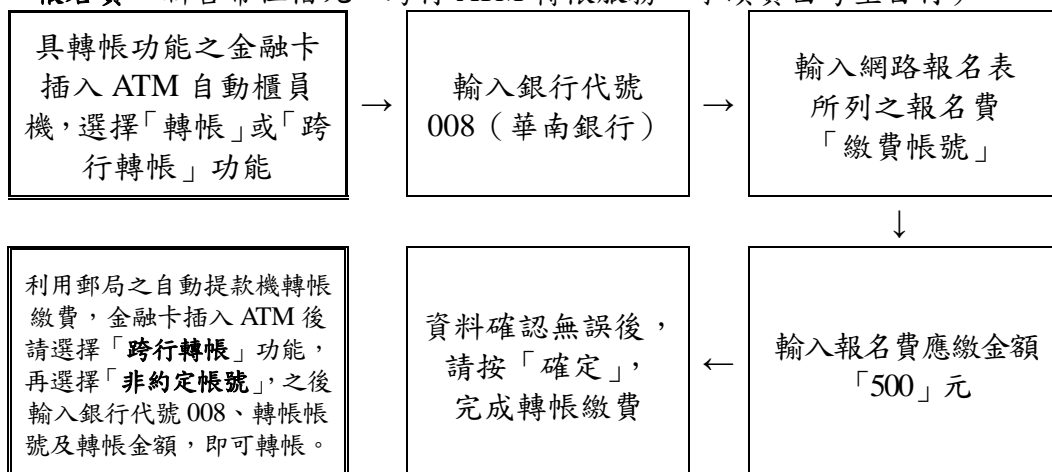 具轉帳功能之金融卡
插入 ATM 自動櫃員
機，選擇「轉帳」或「跨
行轉帳」功能
→
輸入銀行代號
008（華南銀行）
→
輸入網路報名表
所列之報名費
「繳費帳號」
↓
輸入報名費應繳金額
「500」元
←
資料確認無誤後，
請按「確定」，
完成轉帳繳費
利用郵局之自動提款機轉帳
繳費，金融卡插入 ATM 後
請選擇「跨行轉帳」功能，
再選擇「非約定帳號」，之後
輸入銀行代號 008、轉帳帳
號及轉帳金額，即可轉帳。